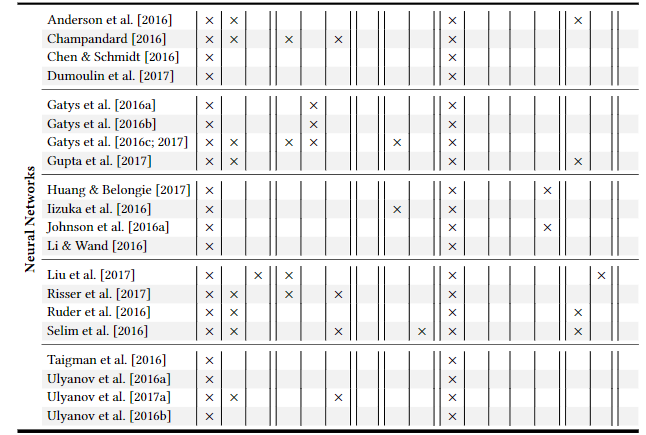 Neural Networks
Anderson et al. [2016] × × × ×
Champandard [2016] × × × × ×
Chen & Schmidt [2016] × ×
Dumoulin et al. [2017] × ×
Gatys et al. [2016a] × × ×
Gatys et al. [2016b] × × ×
Gatys et al. [2016c; 2017] × × × × × ×
Gupta et al. [2017] × × × ×
Huang & Belongie [2017] × × ×
Iizuka et al. [2016] × × ×
Johnson et al. [2016a] × × ×
Li & Wand [2016] × ×
Liu et al. [2017] × × × × ×
Risser et al. [2017] × × × × ×
Ruder et al. [2016] × × × ×
Selim et al. [2016] × × × × × ×
Taigman et al. [2016] × ×
Ulyanov et al. [2016a] × ×
Ulyanov et al. [2017a] × × × ×
Ulyanov et al. [2016b] × ×